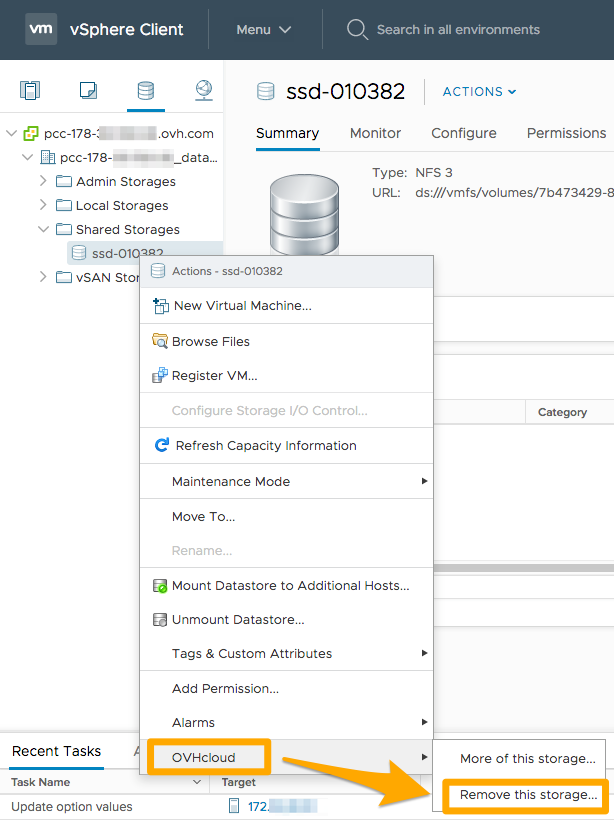 vm vSphere Client Menu Search in all environments
ssd-010382 ACTIONS
Summary Monitor Configure Permissions
Type: NFS 3
URL: ds:///vmfs/volumes/7b473429-8
pcc-178- .ovh.com
pcc-178- _data...
Admin Storages
Local Storages
Shared Storages
ssd-010382
vSAN Stor
Actions - ssd-010382
New Virtual Machine...
Browse Files
Register VM...
Configure Storage I/O Control...
Refresh Capacity Information
Maintenance Mode
Move To...
Rename...
Mount Datastore to Additional Hosts...
Unmount Datastore...
Tags & Custom Attributes
Add Permission...
Alarms
OVHcloud
Category
More of this storage...
Remove this storage...
Recent Tasks
Task Name Target
Update option values 172.